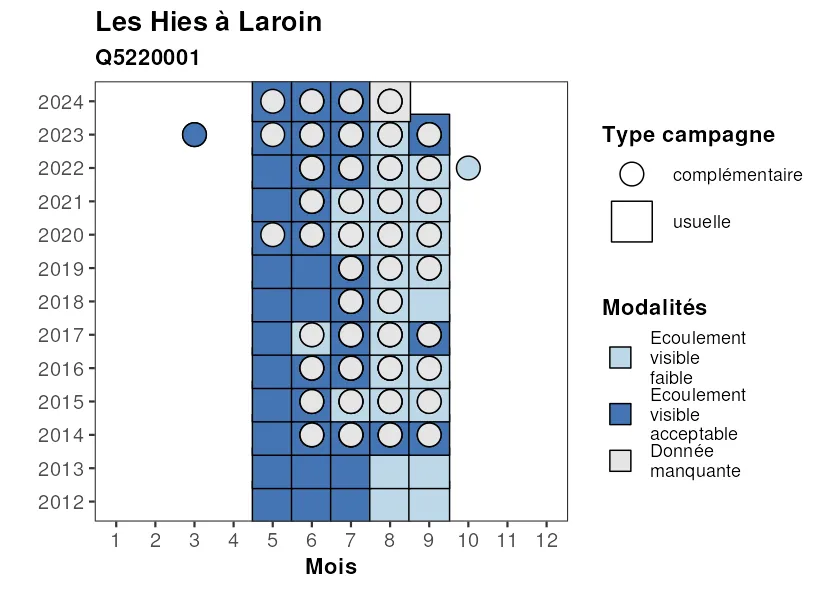 Les Hies à Laroin
Q5220001
2024
2023
2022
2021
2020
2019
2018
2017
2016
2015
2014
2013
2012
1 2 3 4 5 6 7 8 9 10 11 12
Mois
Type campagne
complémentaire
usuelle
Modalités
Ecoulement
visible
faible
Ecoulement
visible
acceptable
Donnée
manquante